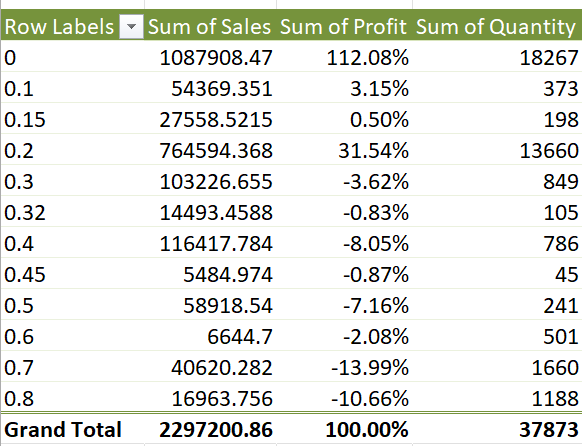 Row Labels Sum of Sales Sum of Profit Sum of Quantity
0 1087908.47 112.08% 18267
0.1 54369.351 3.15% 373
0.15 27558.5215 0.50% 198
0.2 764594.368 31.54% 13660
0.3 103226.655 -3.62% 849
0.32 14493.4588 -0.83% 105
0.4 116417.784 -8.05% 786
0.45 5484.974 -0.87% 45
0.5 58918.54 -7.16% 241
0.6 6644.7 -2.08% 501
0.7 40620.282 -13.99% 1660
0.8 16963.756 -10.66% 1188
Grand Total 2297200.86 100.00% 37873